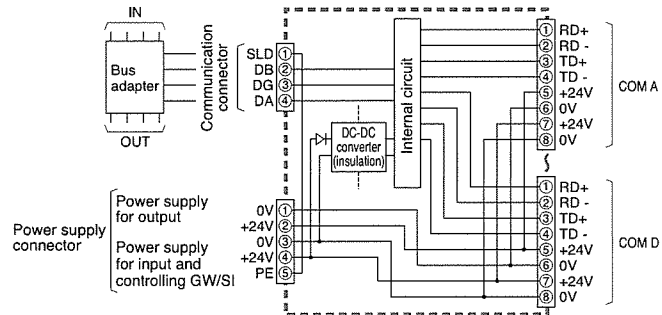 IN
Bus
adapter
OUT
Communication
connector
SLD ①
DB ②
DG ③
DA ④
DC-DC
converter
(insulation)
Internal circuit
Power supply
connector
Power supply
for output
Power supply
for input and
controlling GW/SI
0V ①
+24V ②
0V ③
+24V ④
PE ⑤
① RD+
② RD -
③ TD+
④ TD -
⑤ +24V
⑥ 0V
⑦ +24V
⑧ 0V
COM A
① RD+
② RD -
③ TD+
④ TD -
⑤ +24V
⑥ 0V
⑦ +24V
⑧ 0V
COM D